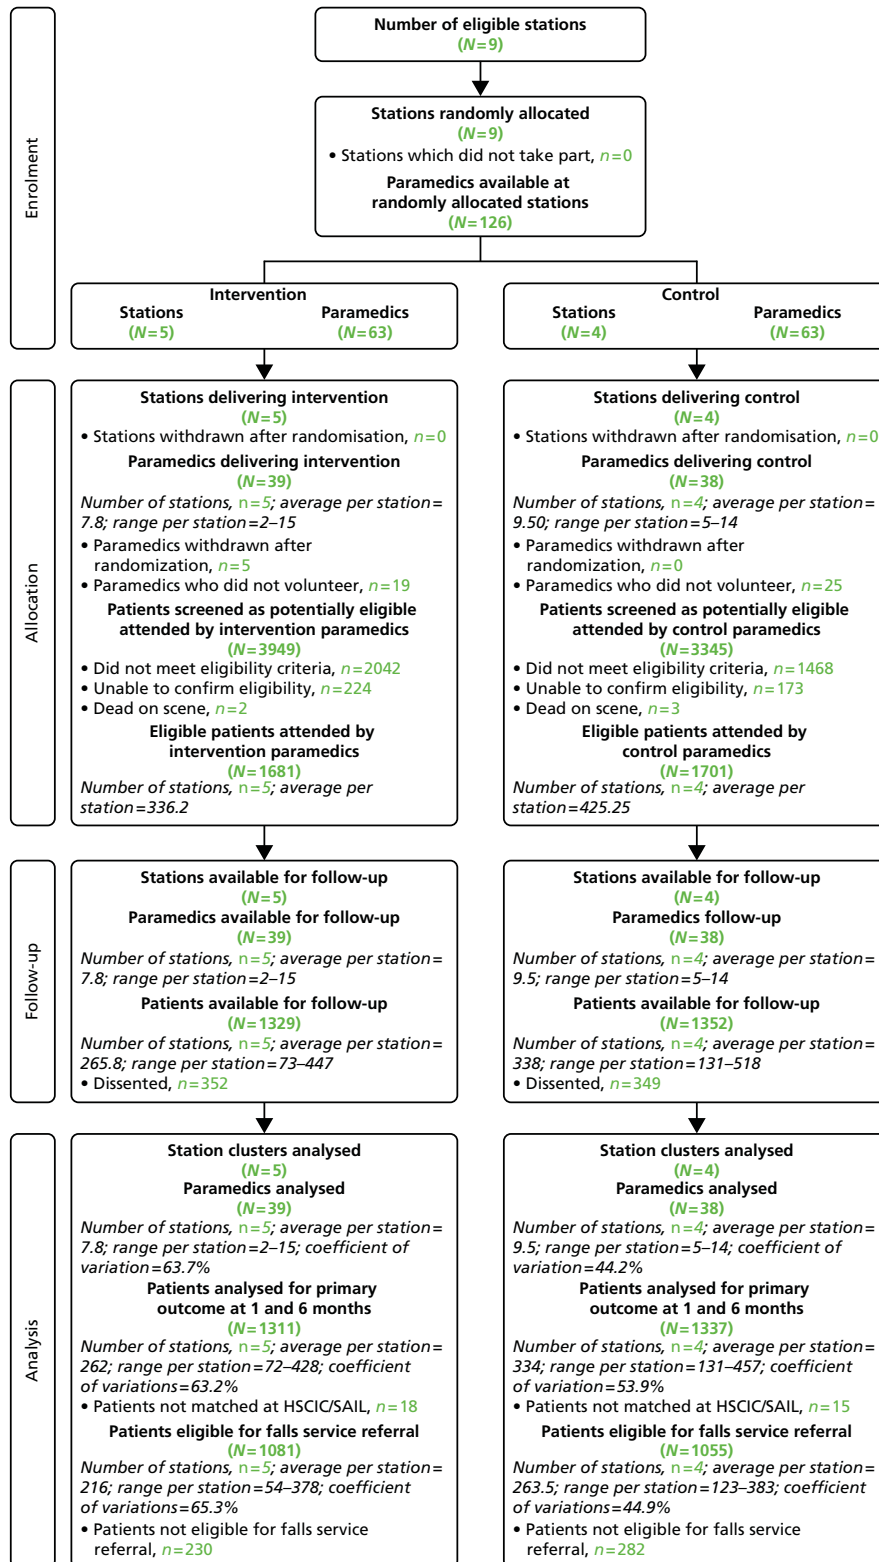 Enrolment
Number of eligible stations
(N=9)
Stations randomly allocated
(N=9)
• Stations which did not take part, n=0
Paramedics available at
randomly allocated stations
(N=126)
Intervention
Stations Paramedics
(N=5) (N=63)
Control
Stations Paramedics
(N=4) (N=63)
Allocation
Stations delivering intervention
(N=5)
• Stations withdrawn after randomisation, n=0
Paramedics delivering intervention
(N=39)
Number of stations, n=5; average per station=
7.8; range per station=2–15
• Paramedics withdrawn after
randomization, n=5
• Paramedics who did not volunteer, n=19
Patients screened as potentially eligible
attended by intervention paramedics
(N=3949)
• Did not meet eligibility criteria, n=2042
• Unable to confirm eligibility, n=224
• Dead on scene, n=2
Eligible patients attended by
intervention paramedics
(N=1681)
Number of stations, n=5; average per
station=336.2
Stations delivering control
(N=4)
• Stations withdrawn after randomisation, n=0
Paramedics delivering control
(N=38)
Number of stations, n=4; average per station=
9.50; range per station=5–14
• Paramedics withdrawn after
randomization, n=0
• Paramedics who did not volunteer, n=25
Patients screened as potentially eligible
attended by control paramedics
(N=3345)
• Did not meet eligibility criteria, n=1468
• Unable to confirm eligibility, n=173
• Dead on scene, n=3
Eligible patients attended by
control paramedics
(N=1701)
Number of stations, n=4; average per
station=425.25
Follow-up
Stations available for follow-up
(N=5)
Paramedics available for follow-up
(N=39)
Number of stations, n=5; average per station=
7.8; range per station=2–15
Patients available for follow-up
(N=1329)
Number of stations, n=5; average per station=
265.8; range per station=73–447
• Dissented, n=352
Stations available for follow-up
(N=4)
Paramedics follow-up
(N=38)
Number of stations, n=4; average per station=
9.5; range per station=5–14
Patients available for follow-up
(N=1352)
Number of stations, n=4; average per station=
338; range per station=131–518
• Dissented, n=349
Analysis
Station clusters analysed
(N=5)
Paramedics analysed
(N=39)
Number of stations, n=5; average per station=
7.8; range per station=2–15; coefficient of
variation=63.7%
Patients analysed for primary
outcome at 1 and 6 months
(N=1311)
Number of stations, n=5; average per station=
262; range per station=72–428; coefficient
of variations=63.2%
• Patients not matched at HSCIC/SAIL, n=18
Patients eligible for falls service referral
(N=1081)
Number of stations, n=5; average per station=
216; range per station=54–378; coefficient
of variations=65.3%
• Patients not eligible for falls service
referral, n=230
Station clusters analysed
(N=4)
Paramedics analysed
(N=38)
Number of stations, n=4; average per station=
9.5; range per station=5–14; coefficient of
variation=44.2%
Patients analysed for primary
outcome at 1 and 6 months
(N=1337)
Number of stations, n=4; average per station=
334; range per station=131–457; coefficient
of variation=53.9%
• Patients not matched at HSCIC/SAIL, n=15
Patients eligible for falls service referral
(N=1055)
Number of stations, n=4; average per station=
263.5; range per station=123–383; coefficient
of variations=44.9%
• Patients not eligible for falls service
referral, n=282